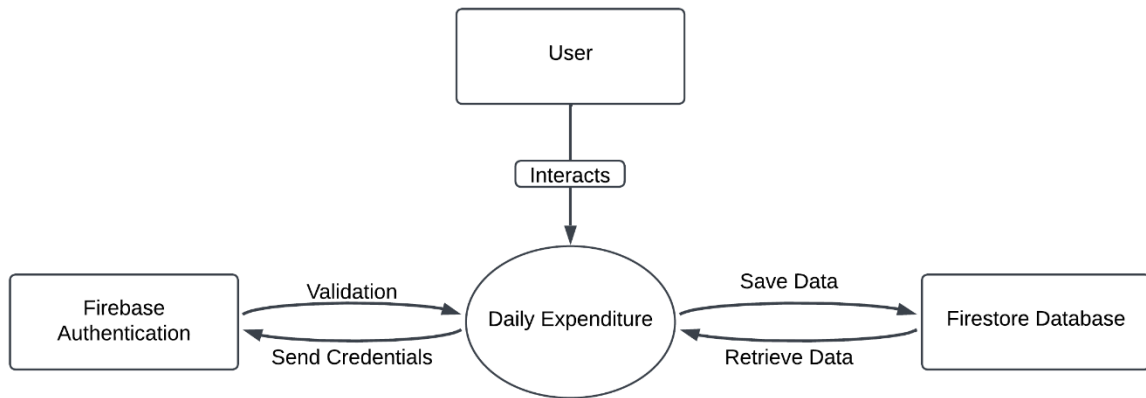 User
Interacts
Firebase
Authentication
Validation
Send Credentials
Daily Expenditure
Save Data
Retrieve Data
Firestore Database